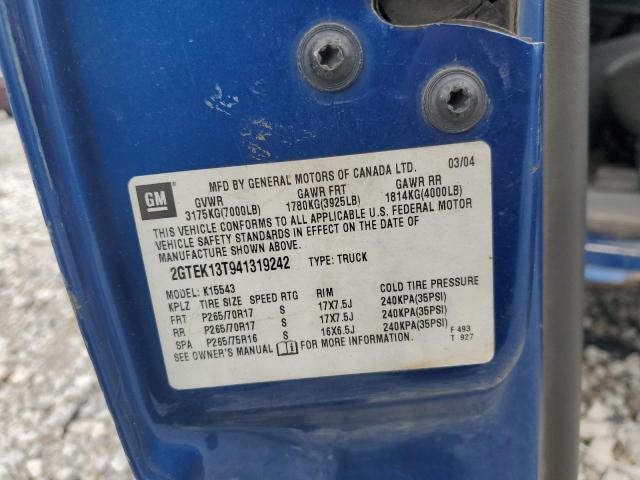 MFD BY GENERAL MOTORS OF CANADA LTD. 03/04
GM
GVWR GAWR FRT GAWR RR
3175KG(7000LB) 1780KG(3925LB) 1814KG(4000LB)
THIS VEHICLE CONFORMS TO ALL APPLICABLE U.S. FEDERAL MOTOR
VEHICLE SAFETY STANDARDS IN EFFECT ON THE DATE OF
MANUFACTURE SHOWN ABOVE.
2GTEK13T941319242 TYPE: TRUCK
MODEL: K15543
KPLZ TIRE SIZE SPEED RTG RIM COLD TIRE PRESSURE
FRT P265/70R17 S 17X7.5J 240KPA(35PSI)
RR P265/70R17 S 17X7.5J 240KPA(35PSI)
SPA P265/75R16 S 16X6.5J 240KPA(35PSI)
SEE OWNER'S MANUAL FOR MORE INFORMATION
F 493
T 927